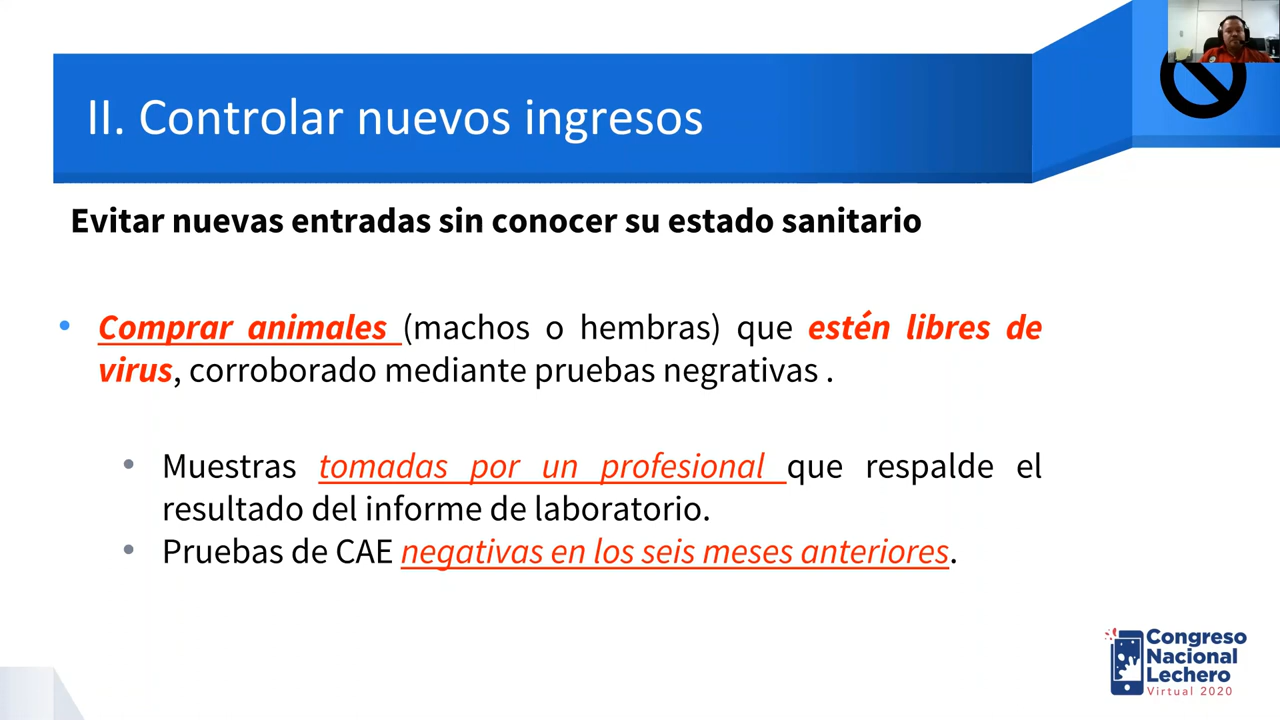 II. Controlar nuevos ingresos
Evitar nuevas entradas sin conocer su estado sanitario
• Comprar animales (machos o hembras) que estén libres de
virus, corroborado mediante pruebas negrativas .
• Muestras tomadas por un profesional que respalde el
resultado del informe de laboratorio.
• Pruebas de CAE negativas en los seis meses anteriores.
Congreso
Nacional
Lechero
Virtual 2020